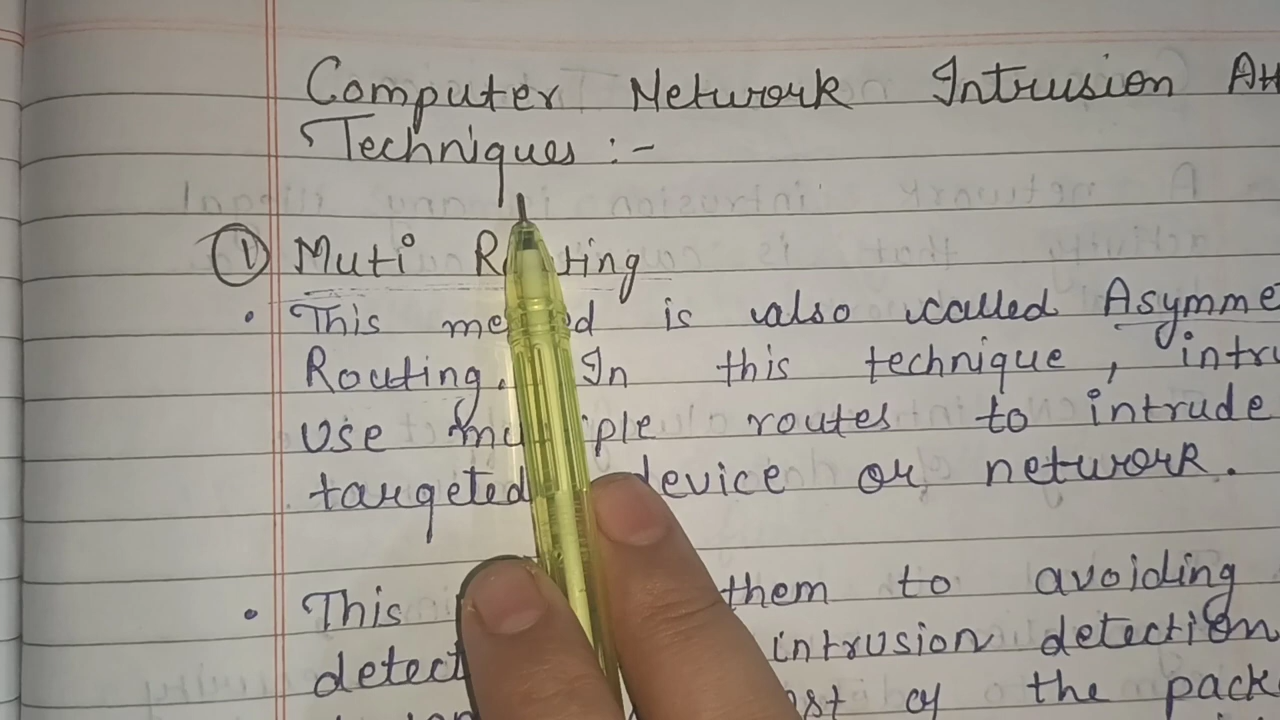 Computer Network Intrusion
Techniques :-
① Muti
• This is also called
Routing. In this technique,
Use routes to intrude
targeted device or network.
• This them to avoiding
intrusion detection
of the